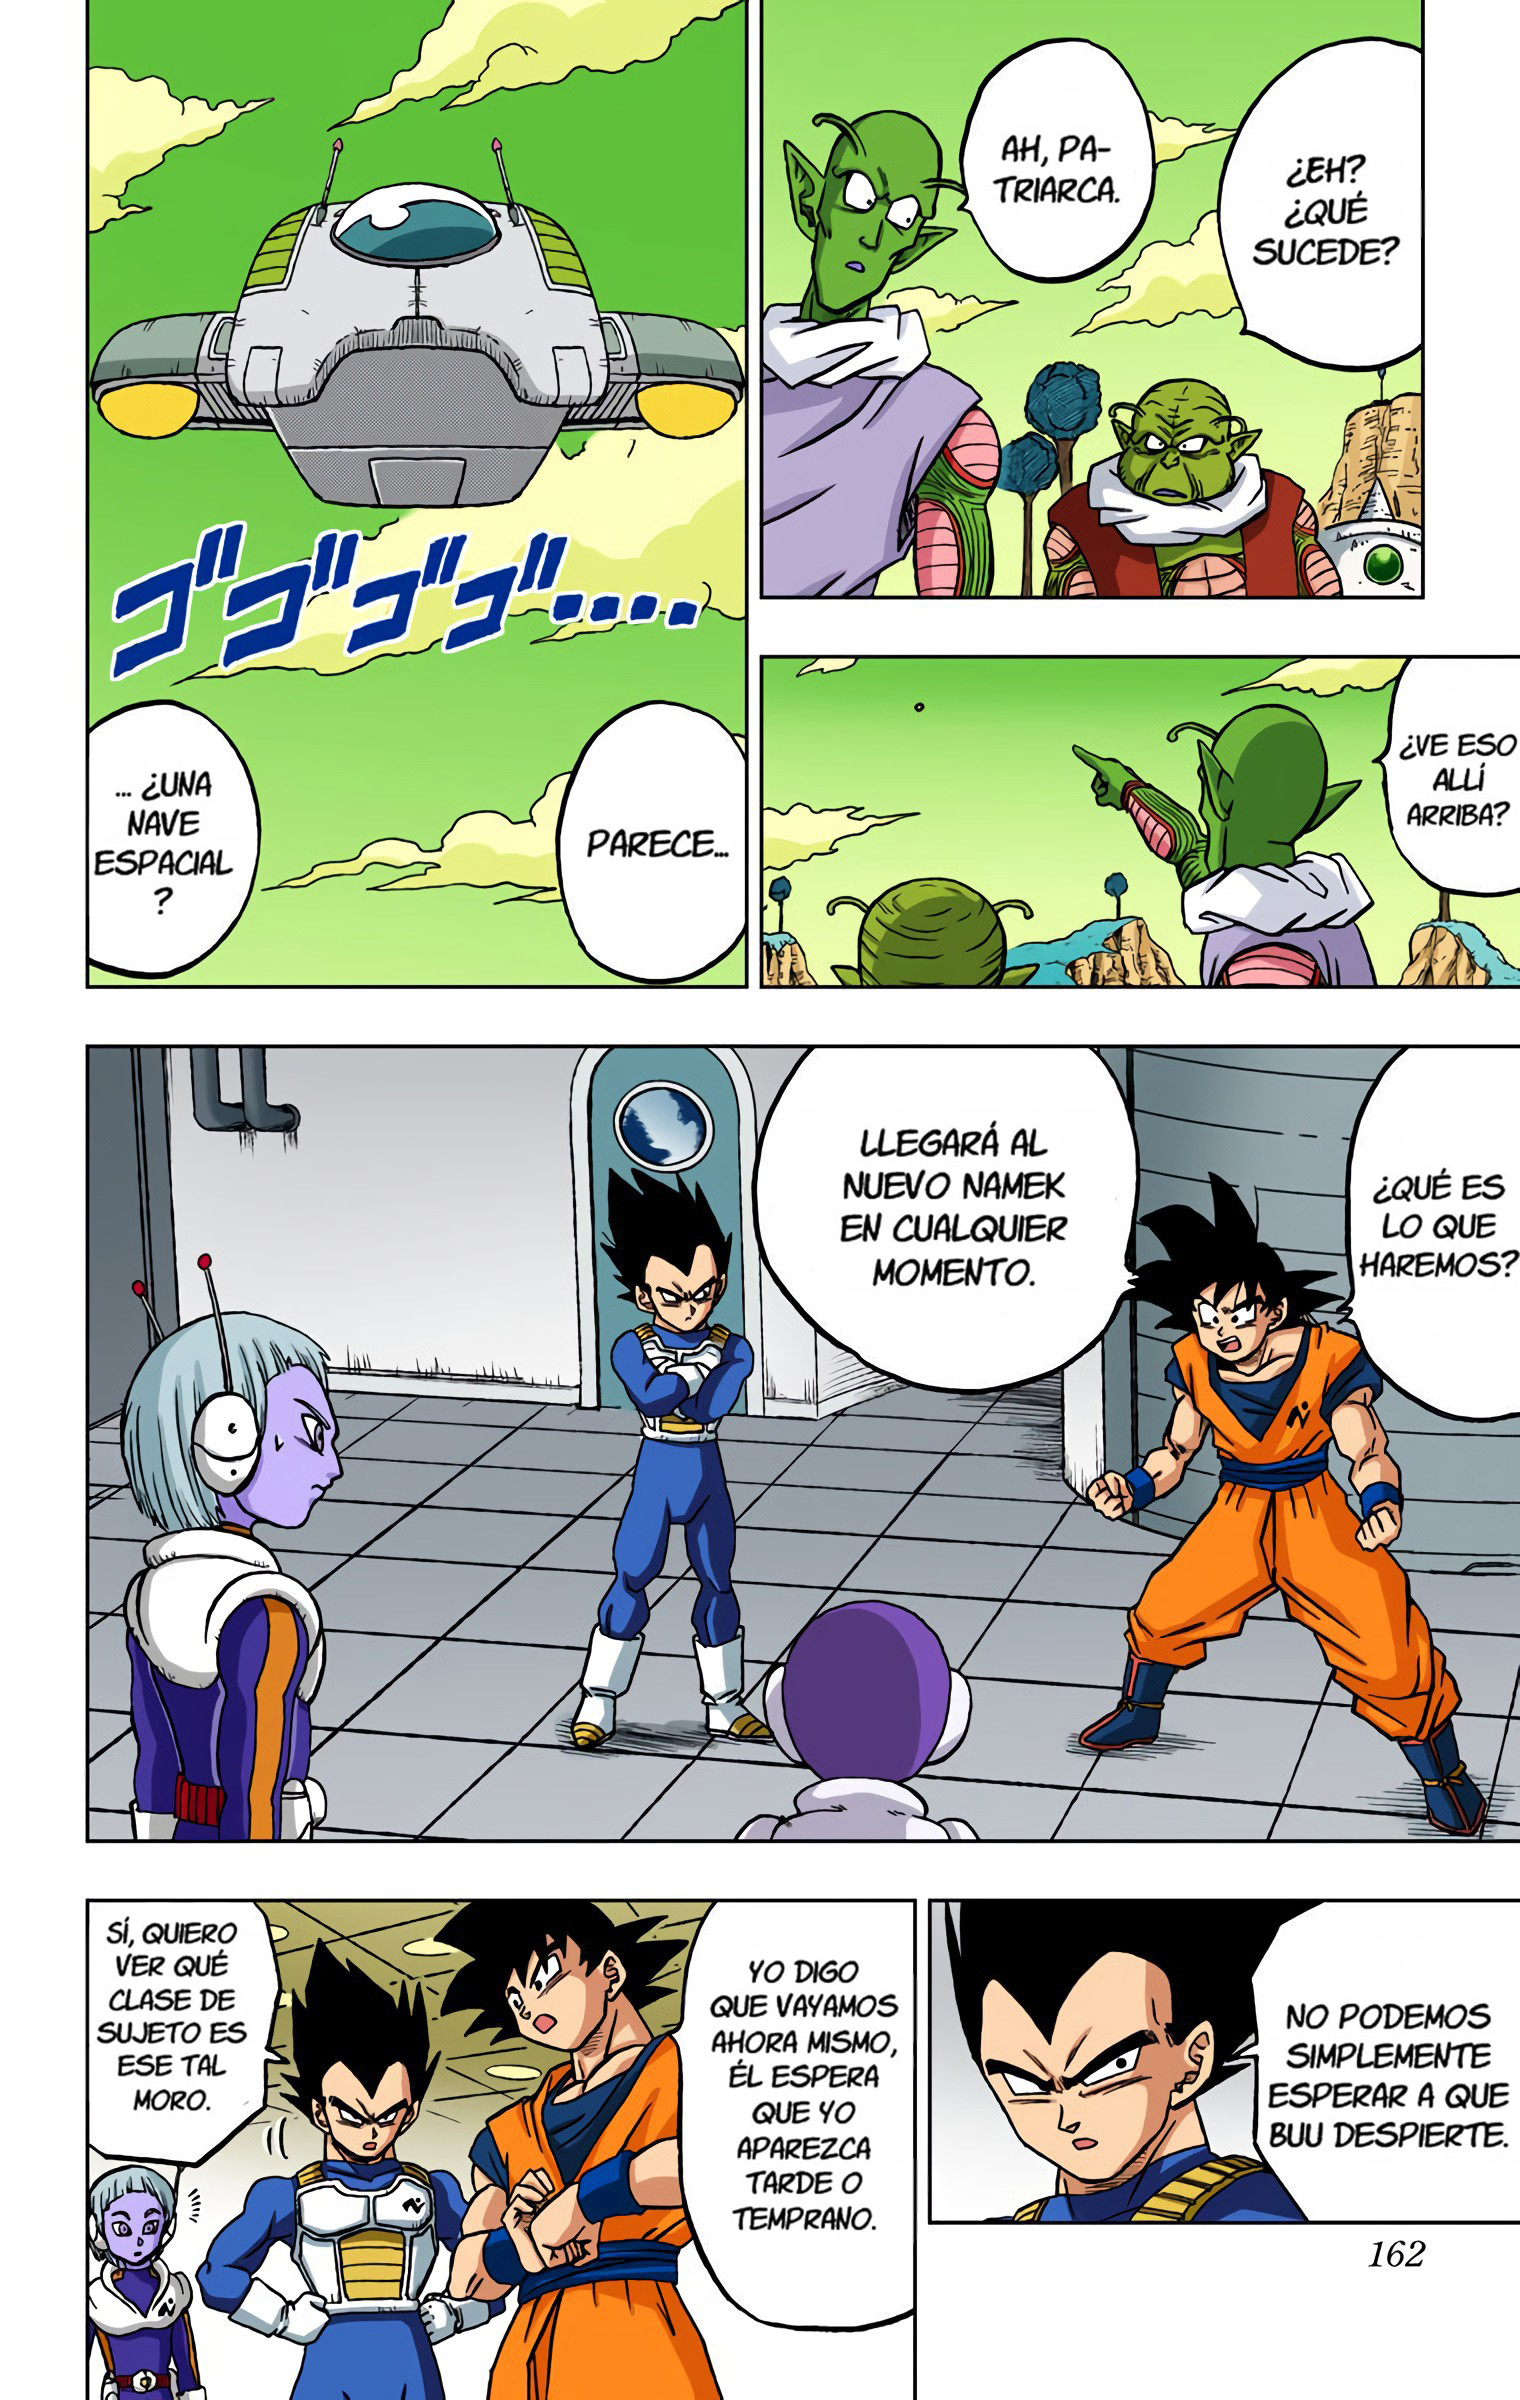 AH, PA-
TRIARCA.
¿EH?
¿QUÉ
SUCEDE?
¿VE ESO
ALLÍ
ARRIBA?
ゴゴゴゴ....
PARECE...
... ¿UNA
NAVE
ESPACIAL
?
¿QUÉ ES
LO QUE
HAREMOS?
LLEGARÁ AL
NUEVO NAMEK
EN CUALQUIER
MOMENTO.
NO PODEMOS
SIMPLEMENTE
ESPERAR A QUE
BUU DESPIERTE.
YO DIGO
QUE VAYAMOS
AHORA MISMO,
ÉL ESPERA
QUE YO
APAREZCA
TARDE O
TEMPRANO.
SÍ, QUIERO
VER QUÉ
CLASE DE
SUJETO ES
ESE TAL
MORO.
162